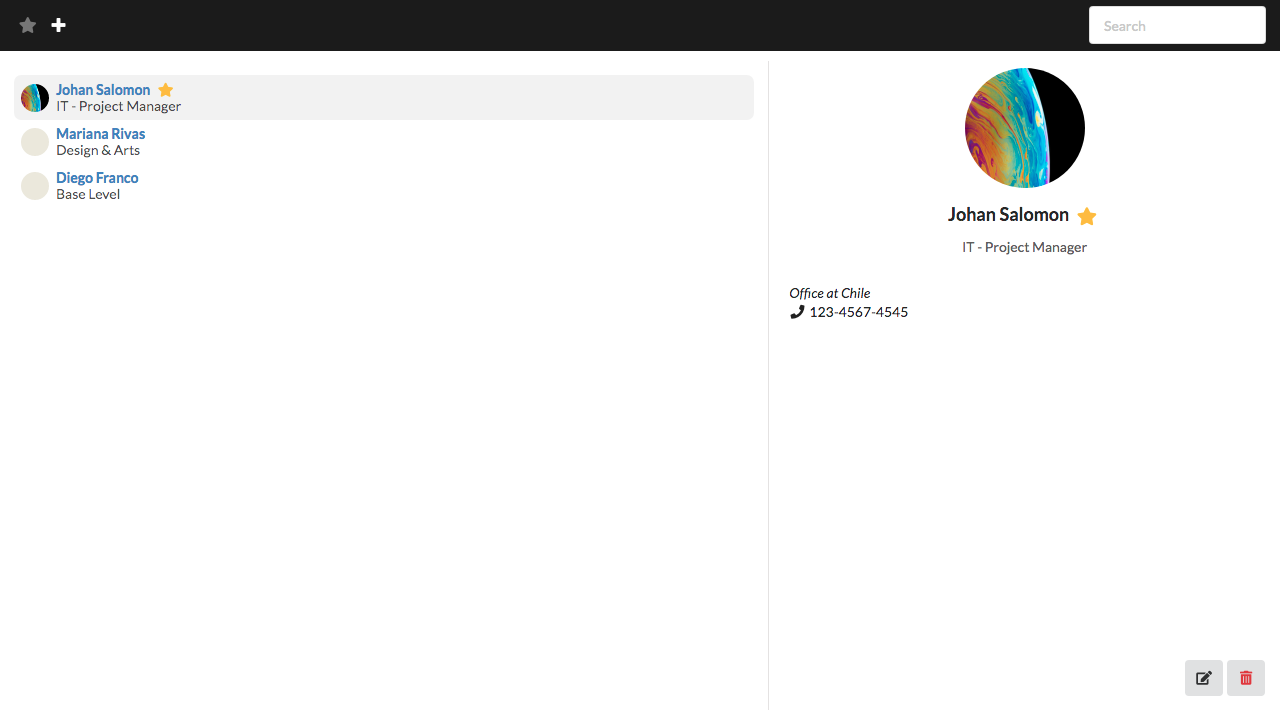 Search
Johan Salomon
IT - Project Manager
Mariana Rivas
Design & Arts
Diego Franco
Base Level
Johan Salomon
IT - Project Manager
Office at Chile
123-4567-4545